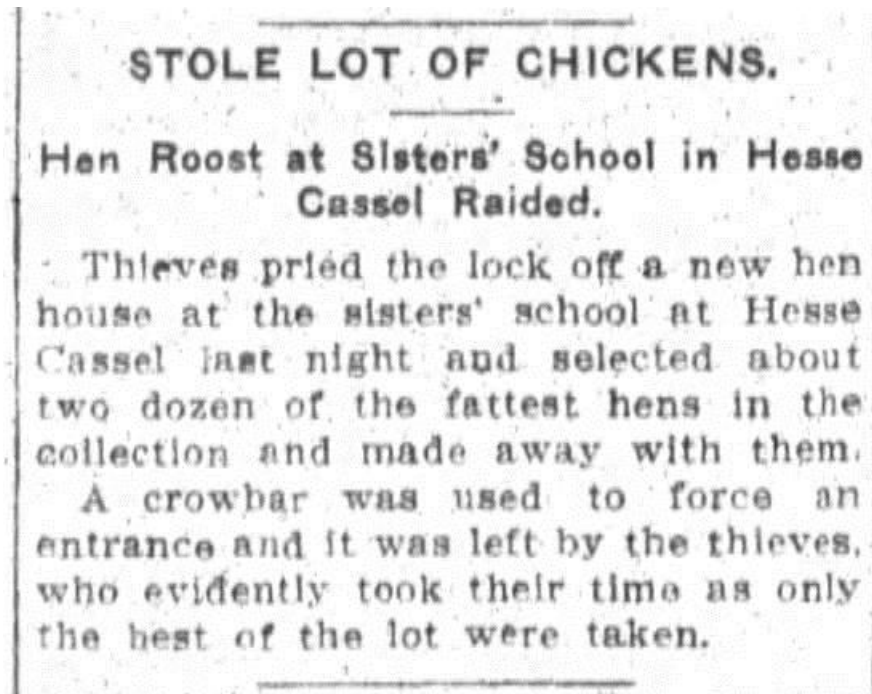 STOLE LOT OF CHICKENS.
Hen Roost at Sisters' School in Hesse
Cassel Raided.
Thieves pried the lock off a new hen
house at the sisters' school at Hesse
Cassel last night and selected about
two dozen of the fattest hens in the
collection and made away with them.
A crowbar was used to force an
entrance and it was left by the thieves,
who evidently took their time as only
the best of the lot were taken.